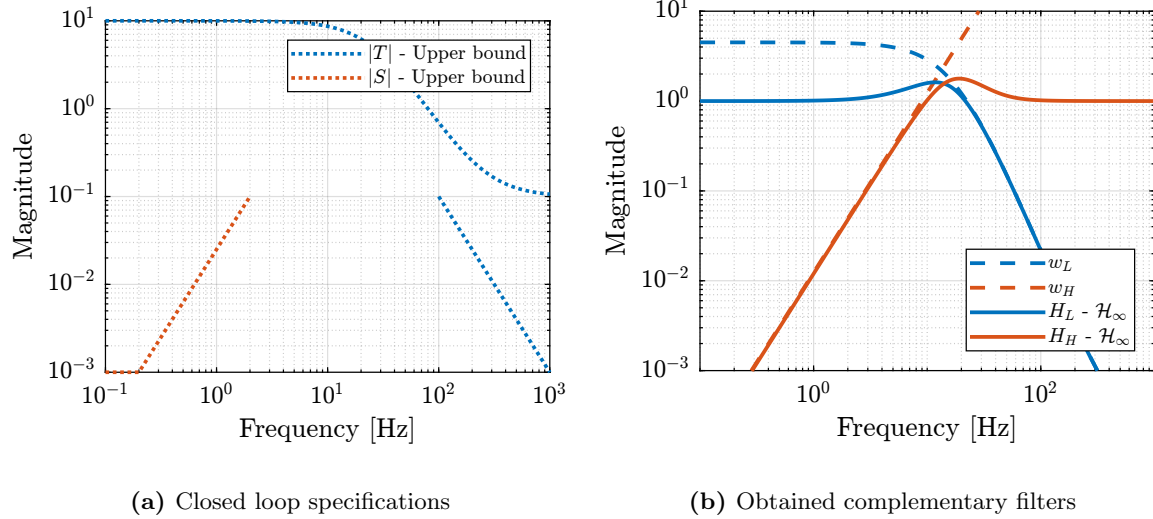 10^1
10^0
10^-1
10^-2
10^-3
Magnitude
|T| - Upper bound
|S| - Upper bound
10^-1
10^0
10^1
10^2
10^3
Frequency [Hz]
(a) Closed loop specifications
10^1
10^0
10^-1
10^-2
10^-3
Magnitude
w_L
w_H
H_L - ℋ_∞
H_H - ℋ_∞
10^0
10^2
Frequency [Hz]
(b) Obtained complementary filters